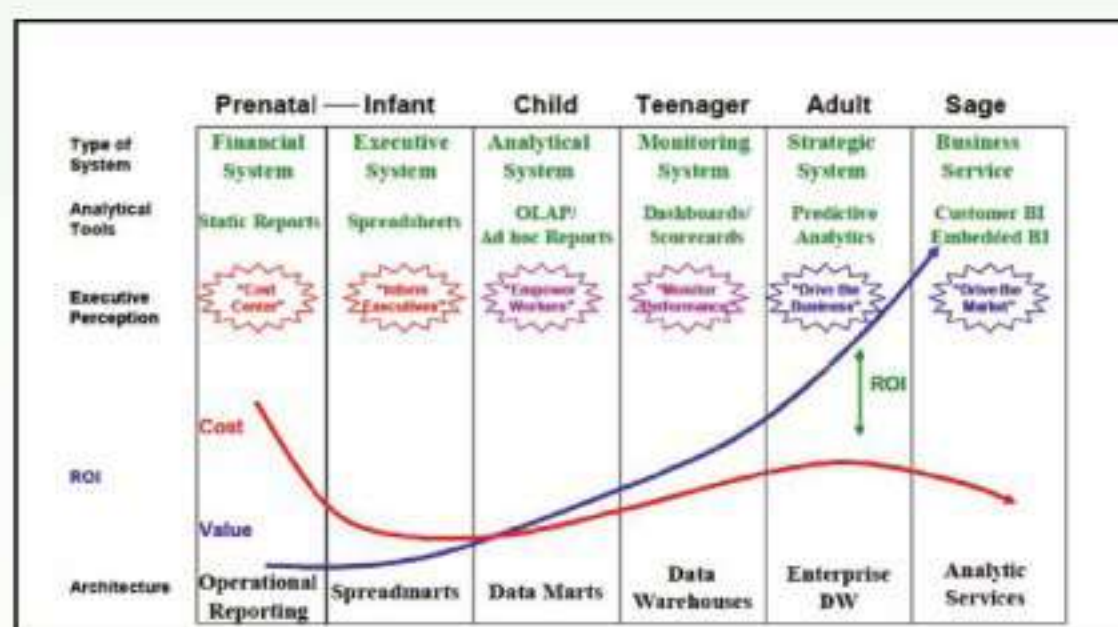 Prenatal — Infant Child Teenager Adult Sage
Type of System
Financial System
Executive System
Analytical System
Monitoring System
Strategic System
Business Service
Analytical Tools
Static Reports
Spreadsheets
OLAP/
Ad hoc Reports
Dashboards/
Scorecards
Predictive
Analytics
Customer BI
Embedded BI
Executive
Perception
"Cost
Center"
"Inform
Executives"
"Empower
Workers"
"Monitor
Performance"
"Drive the
Business"
"Drive the
Market"
Cost
ROI
ROI
Value
Architecture
Operational
Reporting
Spreadmarts
Data Marts
Data
Warehouses
Enterprise
DW
Analytic
Services